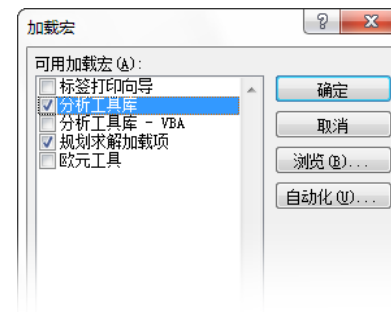 加载宏
可用加载宏(A):
标签打印向导
分析工具库
分析工具库 - VBA
规划求解加载项
欧元工具
确定
取消
浏览(B)...
自动化(U)...